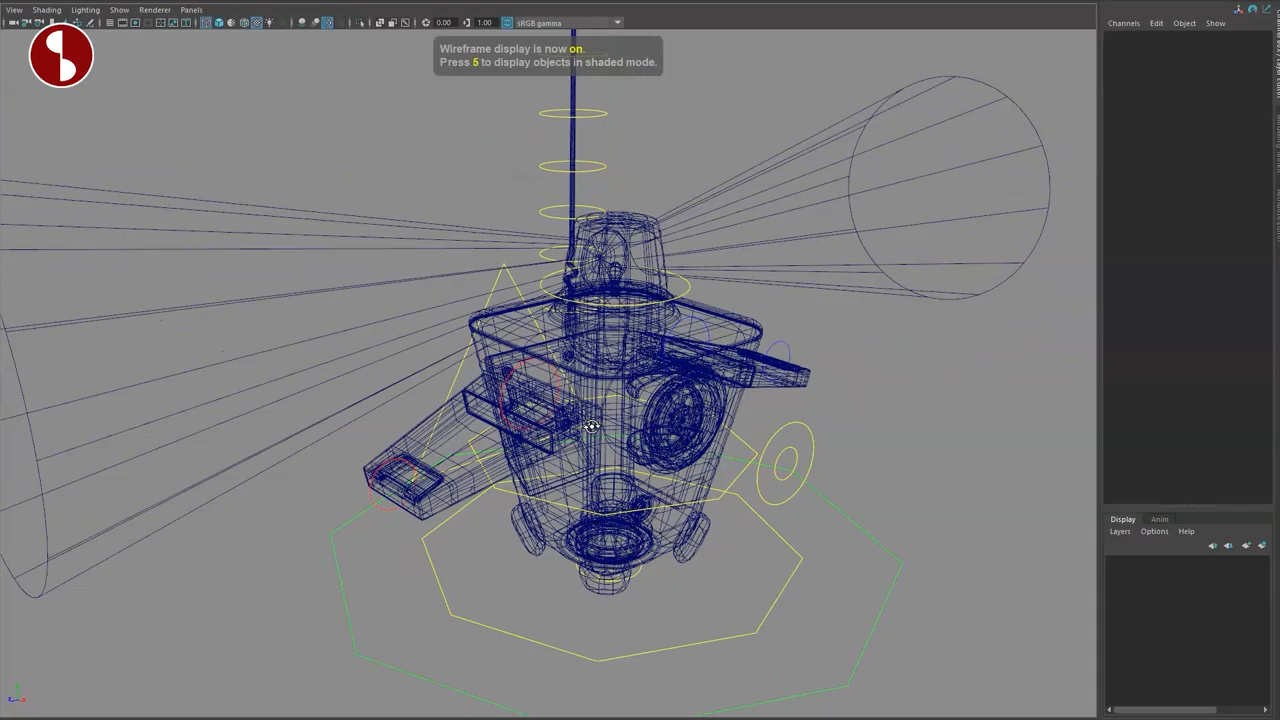 View Shading Lighting Show Renderer Panels
0.00 1.00 sRGB gamma
Wireframe display is now on.
Press 5 to display objects in shaded mode.
Channels Edit Object Show
Display Anim
Layers Options Help